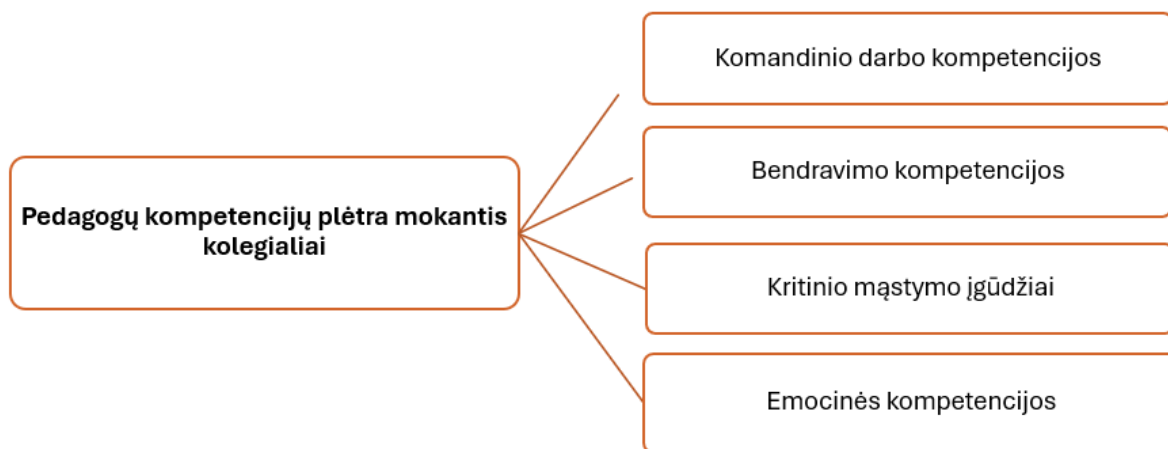 Pedagogų kompetencijų plėtra mokantis
kolegialiai
Komandinio darbo kompetencijos
Bendravimo kompetencijos
Kritinio mąstymo įgūdžiai
Emocinės kompetencijos